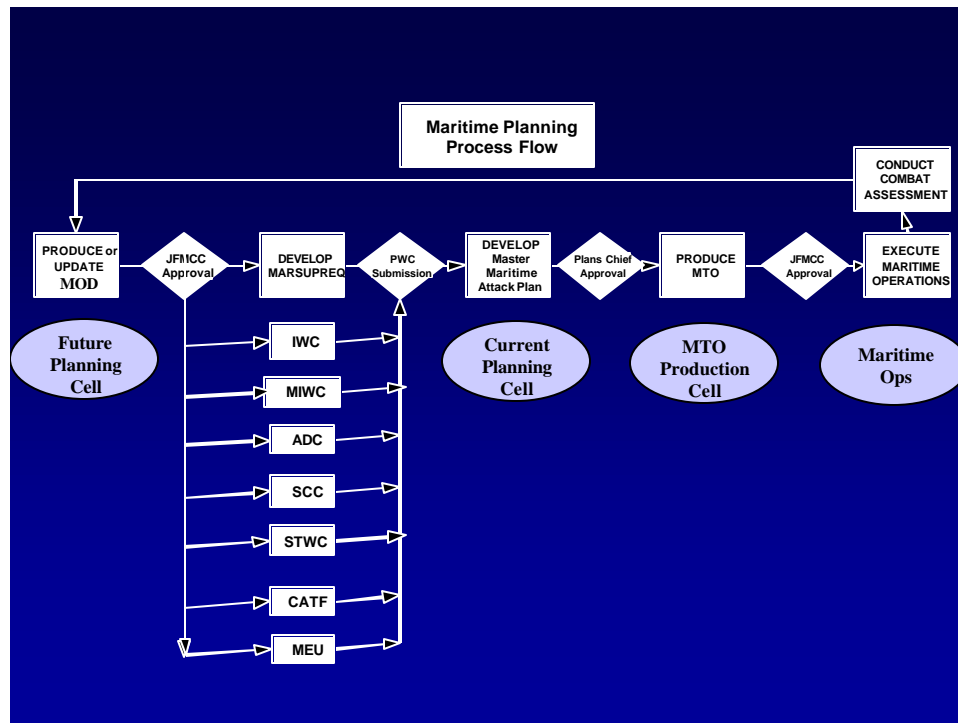 Maritime Planning
Process Flow
CONDUCT
COMBAT
ASSESSMENT
PRODUCE or
UPDATE
MOD
JFMCC
Approval
DEVELOP
MARSUPREQ
PWC
Submission
DEVELOP
Master
Maritime
Attack Plan
Plans Chief
Approval
PRODUCE
MTO
JFMCC
Approval
EXECUTE
MARITIME
OPERATIONS
Future
Planning
Cell
IWC
MIWC
ADC
SCC
STWC
CATF
MEU
Current
Planning
Cell
MTO
Production
Cell
Maritime
Ops